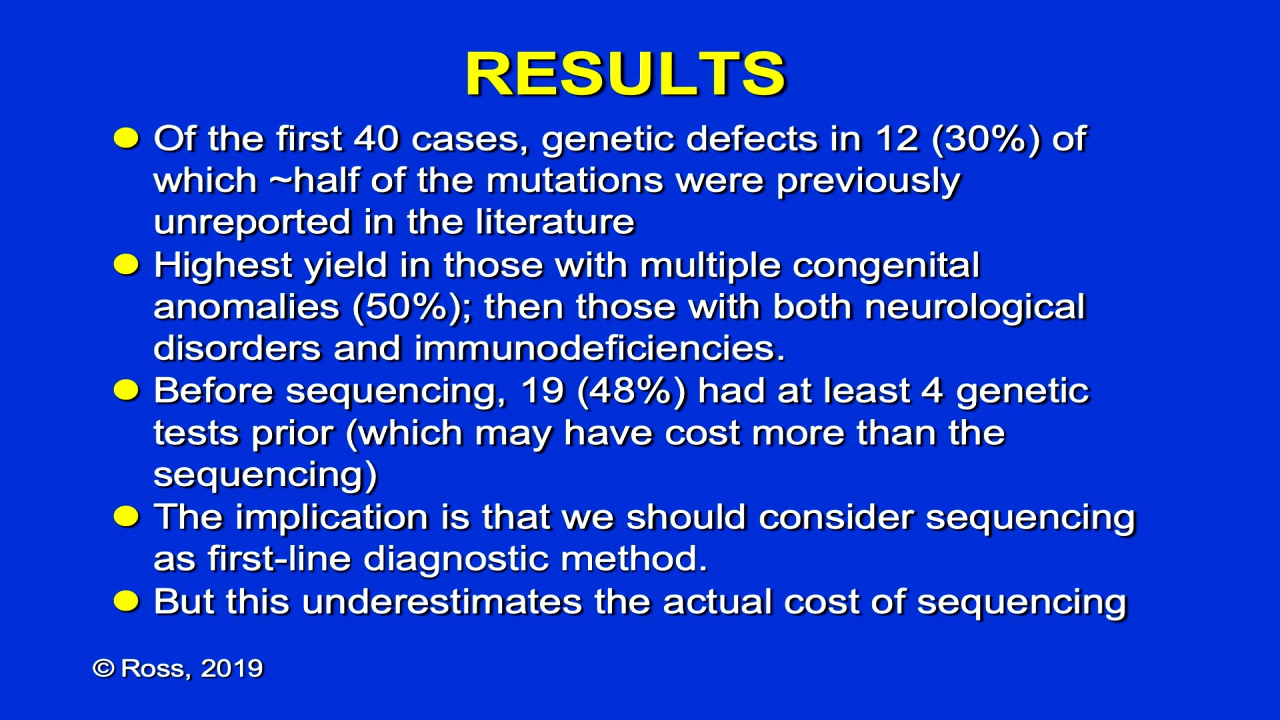 RESULTS
● Of the first 40 cases, genetic defects in 12 (30%) of
which ~half of the mutations were previously
unreported in the literature
● Highest yield in those with multiple congenital
anomalies (50%); then those with both neurological
disorders and immunodeficiencies.
● Before sequencing, 19 (48%) had at least 4 genetic
tests prior (which may have cost more than the
sequencing)
● The implication is that we should consider sequencing
as first-line diagnostic method.
● But this underestimates the actual cost of sequencing
© Ross, 2019